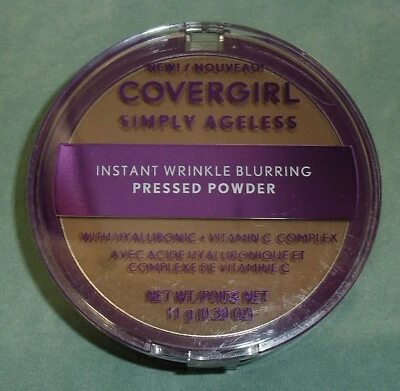 NEW! / NOUVEAU!
COVERGIRL
SIMPLY AGELESS
INSTANT WRINKLE BLURRING
PRESSED POWDER
WITH HYALURONIC + VITAMIN C COMPLEX
AVEC ACIDE HYALURONIQUE ET
COMPLEXE DE VITAMINE C
NET WT./POIDS NET
11 g (0.39 OZ)